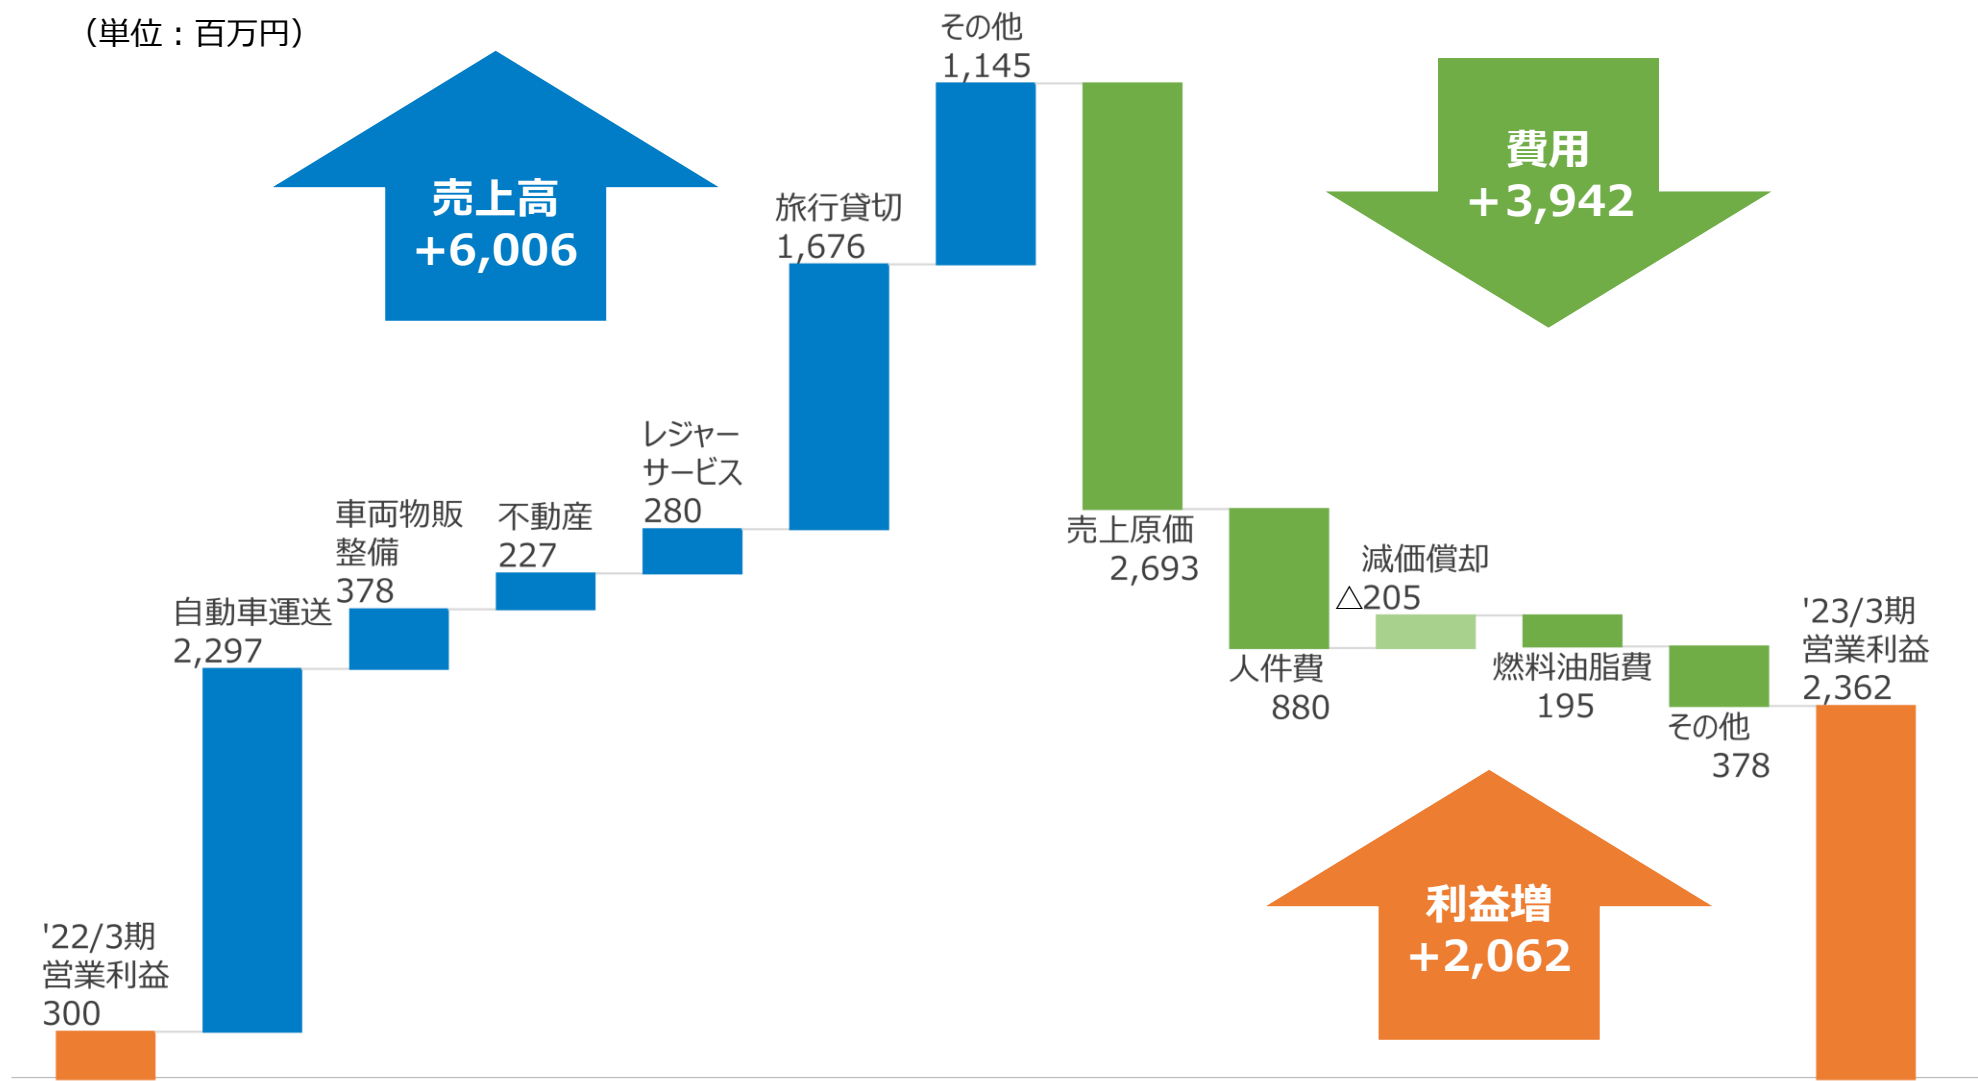 （単位：百万円）
売上高
+6,006
費用
+3,942
'22/3期
営業利益
300
自動車運送
2,297
車両物販
整備
378
不動産
227
レジャー
サービス
280
旅行貸切
1,676
その他
1,145
売上原価
2,693
人件費
880
減価償却
△205
燃料油脂費
195
その他
378
'23/3期
営業利益
2,362
利益増
+2,062